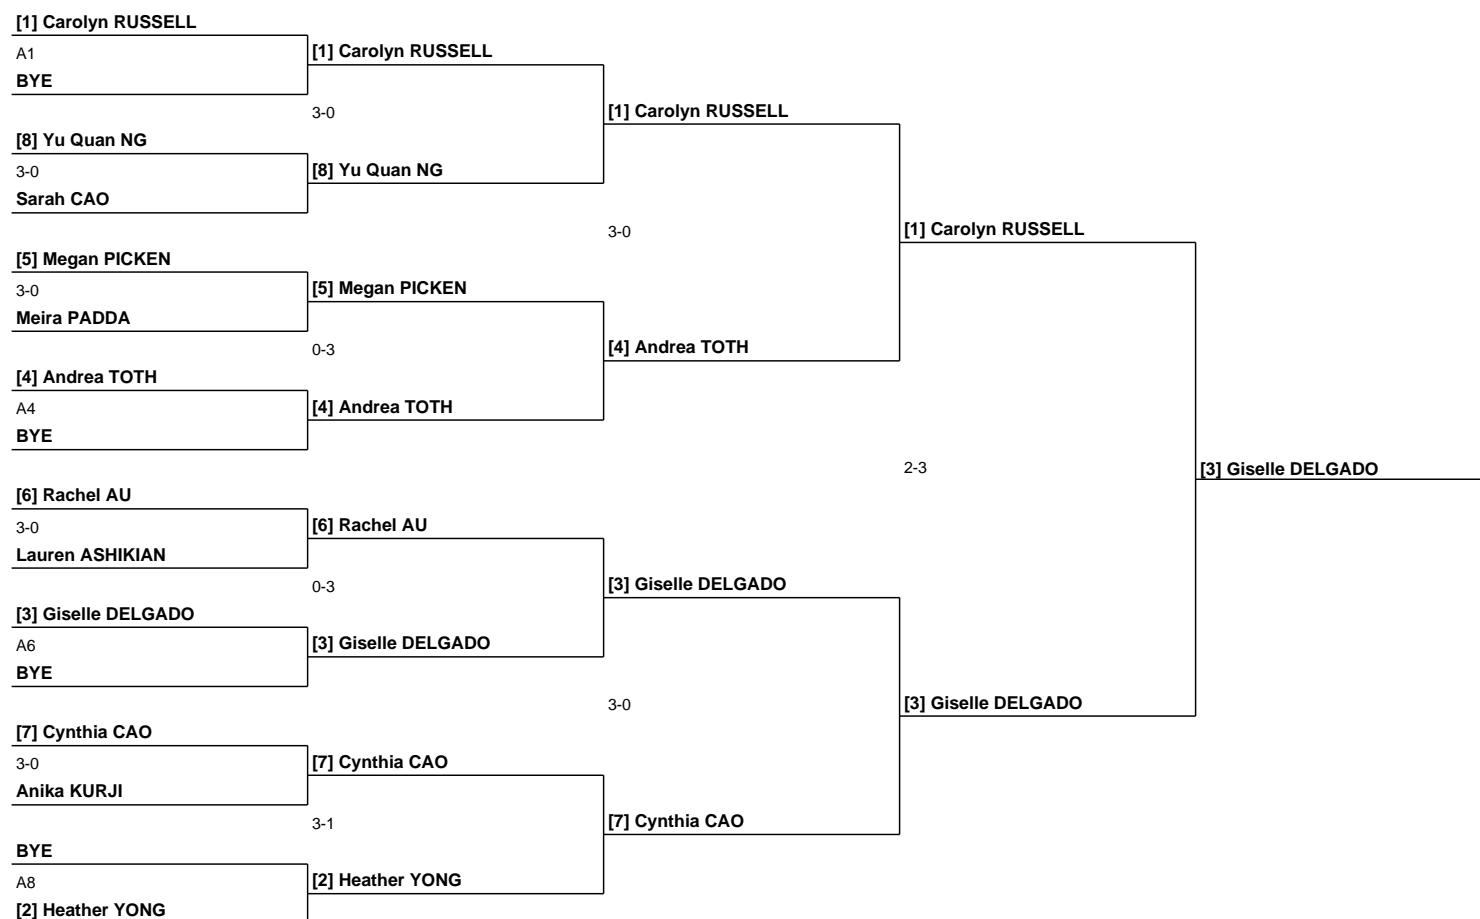 [1] Carolyn RUSSELL
A1
BYE
[8] Yu Quan NG
3-0
Sarah CAO
[5] Megan PICKEN
3-0
Meira PADDA
[4] Andrea TOTH
A4
BYE
[6] Rachel AU
3-0
Lauren ASHIKIAN
[3] Giselle DELGADO
A6
BYE
[7] Cynthia CAO
3-0
Anika KURJI
BYE
A8
[2] Heather YONG
[1] Carolyn RUSSELL
3-0
[8] Yu Quan NG
[5] Megan PICKEN
0-3
[4] Andrea TOTH
[6] Rachel AU
0-3
[3] Giselle DELGADO
[7] Cynthia CAO
3-1
[2] Heather YONG
[1] Carolyn RUSSELL
3-0
[4] Andrea TOTH
[3] Giselle DELGADO
3-0
[7] Cynthia CAO
[1] Carolyn RUSSELL
2-3
[3] Giselle DELGADO
[3] Giselle DELGADO